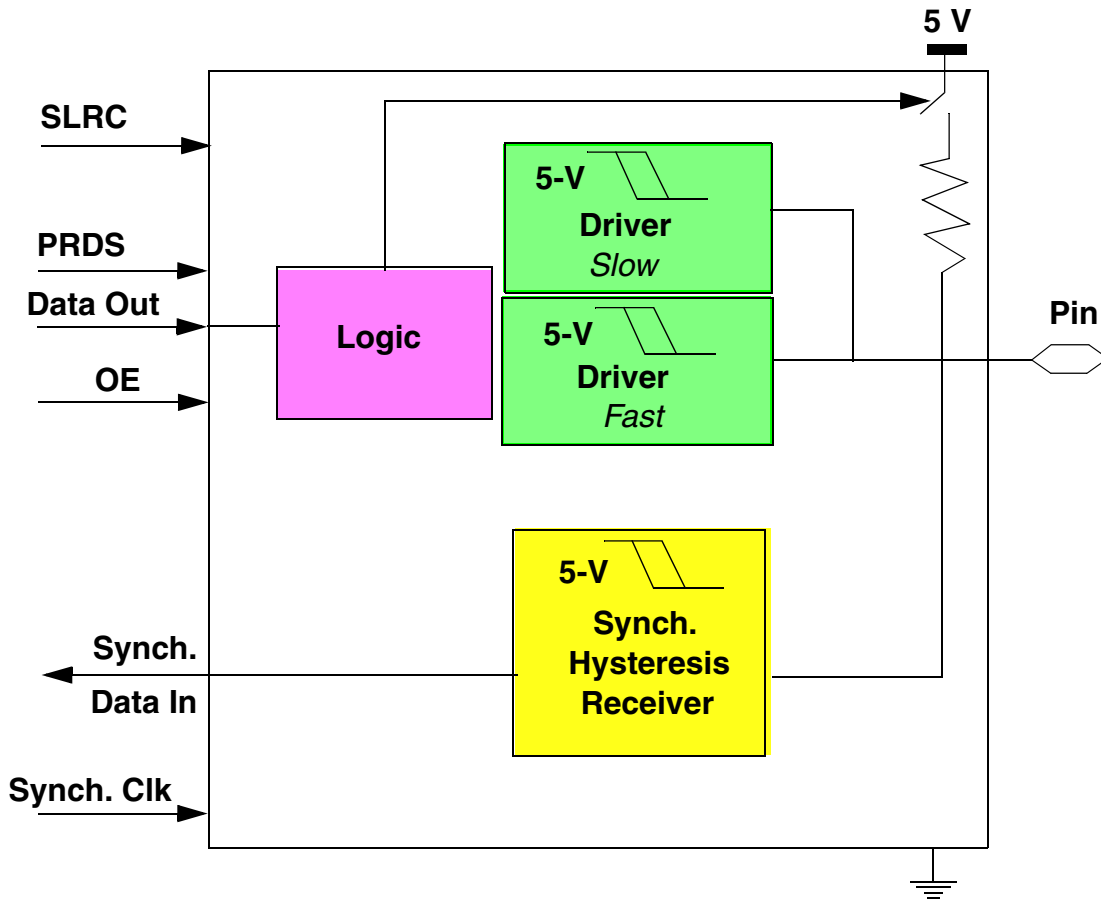 5 V
SLRC
5-V
Driver
Slow
PRDS
Data Out
OE
Logic
5-V
Driver
Fast
Pin
5-V
Synch.
Hysteresis
Receiver
Synch.
Data In
Synch. Clk